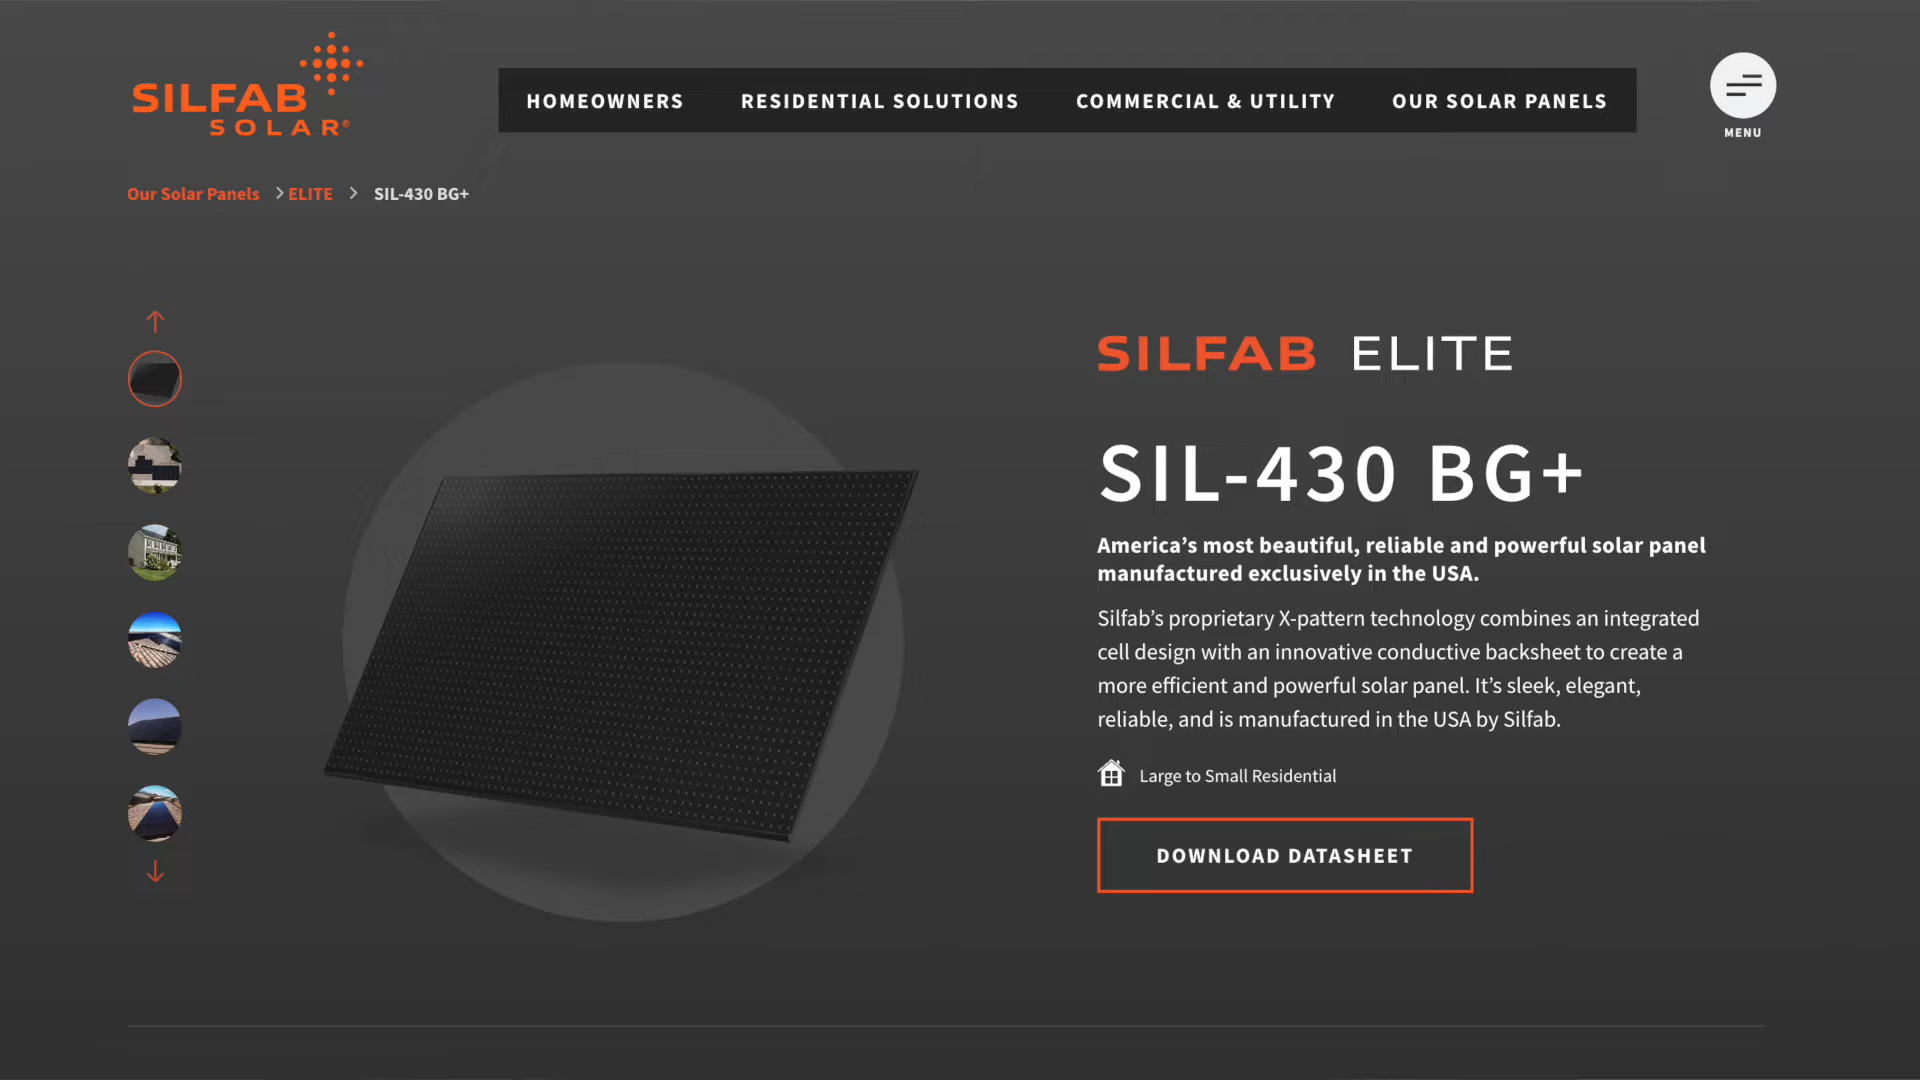 SILFAB
SOLAR®
HOMEOWNERS
RESIDENTIAL SOLUTIONS
COMMERCIAL & UTILITY
OUR SOLAR PANELS
MENU
Our Solar Panels > ELITE > SIL-430 BG+
SILFAB ELITE
SIL-430 BG+
America’s most beautiful, reliable and powerful solar panel
manufactured exclusively in the USA.
Silfab’s proprietary X-pattern technology combines an integrated
cell design with an innovative conductive backsheet to create a
more efficient and powerful solar panel. It’s sleek, elegant,
reliable, and is manufactured in the USA by Silfab.
Large to Small Residential
DOWNLOAD DATASHEET